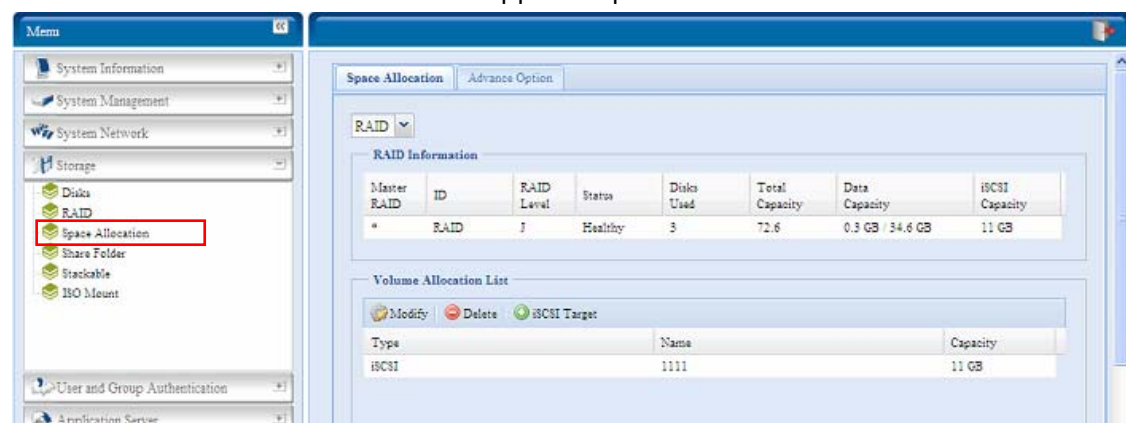 Menu
System Information
System Management
System Network
Storage
Disks
RAID
Space Allocation
Share Folder
Stackable
ISO Mount
User and Group Authentication
Application Server
Space Allocation Advance Option
RAID
RAID Information
Master RAID ID RAID Level Status Disks Used Total Capacity Data Capacity iSCSI Capacity
* RAID J Healthy 3 72.6 0.3 GB / 34.6 GB 11 GB
Volume Allocation List
Modify Delete iSCSI Target
Type Name Capacity
iSCSI 1111 11 GB